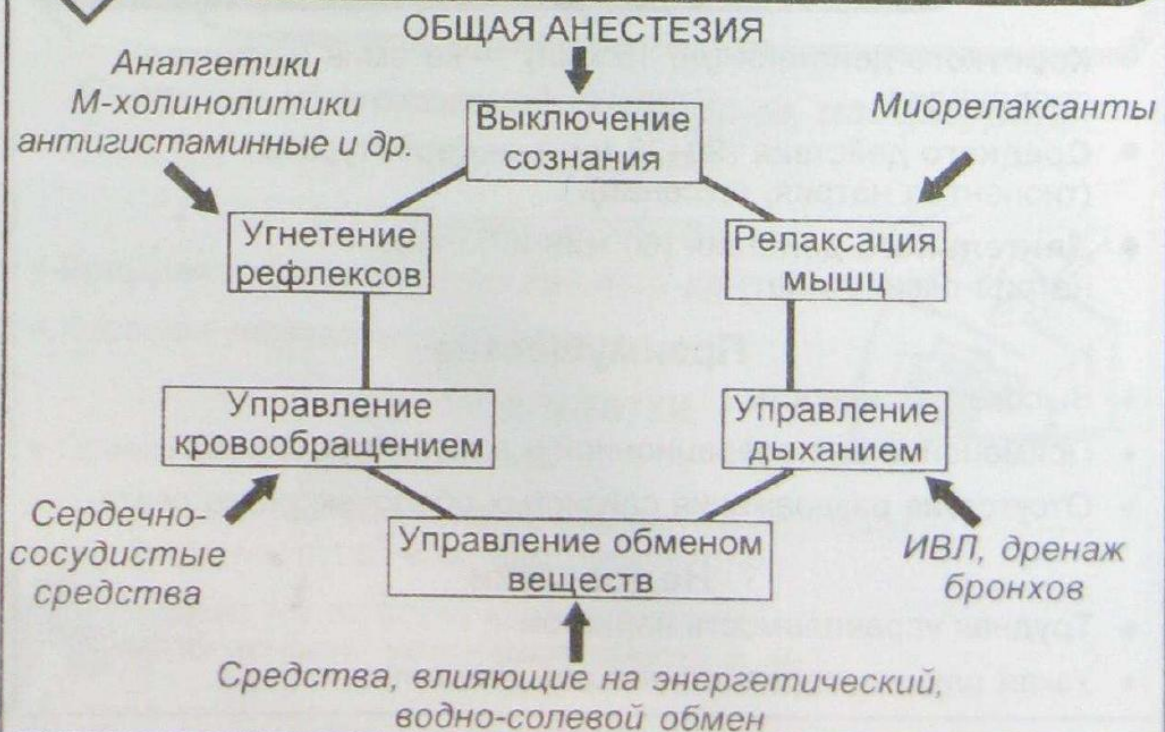 ОБЩАЯ АНЕСТЕЗИЯ
Аналгетики
М-холинолитики
антигистаминные и др.
Миорелаксанты
Выключение
сознания
Угнетение
рефлексов
Релаксация
мышц
Управление
кровообращением
Управление
дыханием
Сердечно-
сосудистые
средства
Управление обменом
веществ
ИВЛ, дренаж
бронхов
Средства, влияющие на энергетический,
водно-солевой обмен